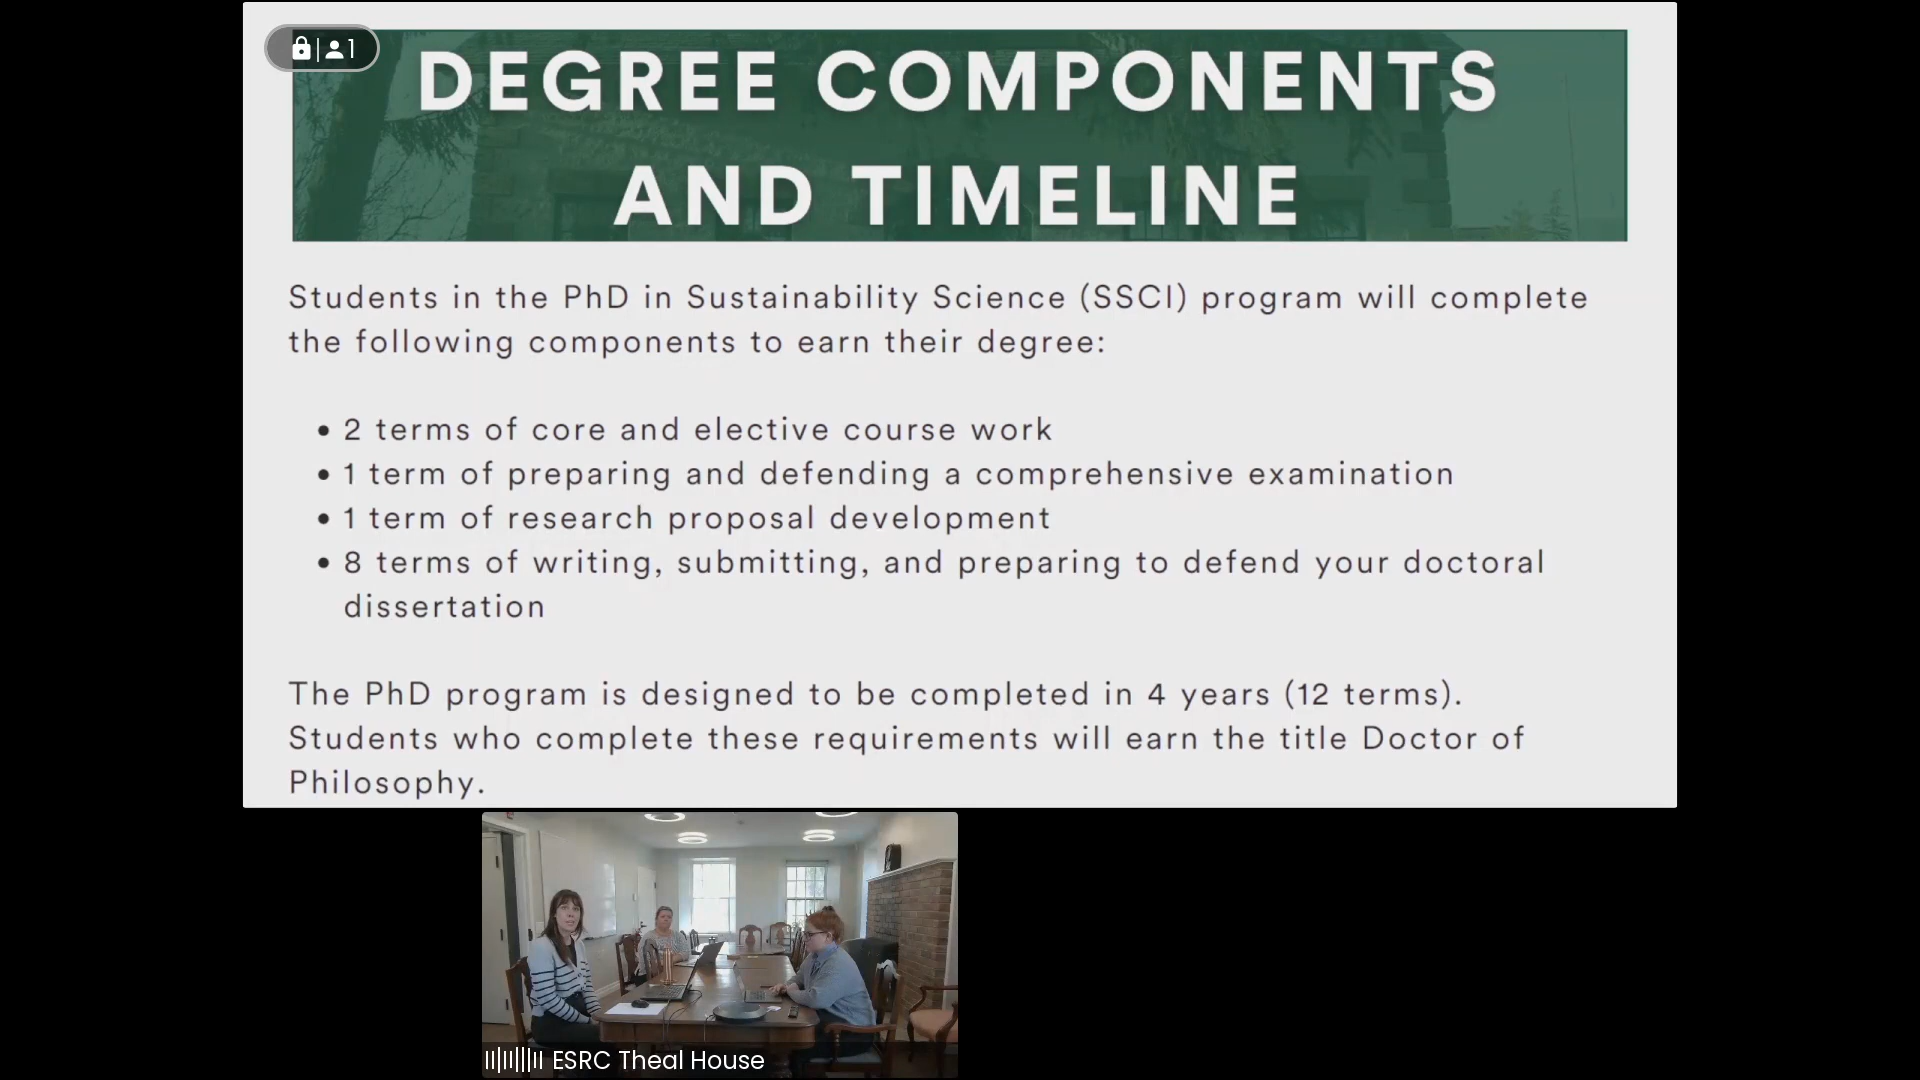 1
DEGREE COMPONENTS
AND TIMELINE
Students in the PhD in Sustainability Science (SSCI) program will complete
the following components to earn their degree:
• 2 terms of core and elective course work
• 1 term of preparing and defending a comprehensive examination
• 1 term of research proposal development
• 8 terms of writing, submitting, and preparing to defend your doctoral
dissertation
The PhD program is designed to be completed in 4 years (12 terms).
Students who complete these requirements will earn the title Doctor of
Philosophy.
ESRC Theal House